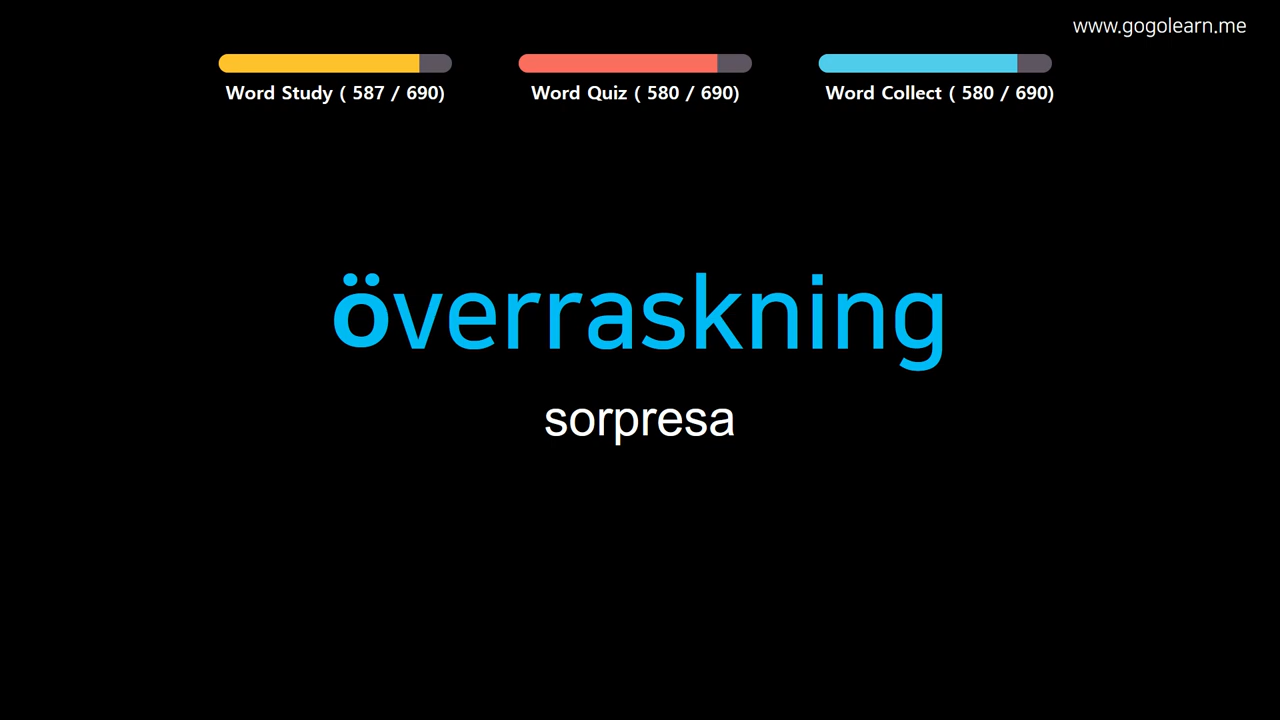 www.gogolearn.me
Word Study ( 587 / 690)
Word Quiz ( 580 / 690)
Word Collect ( 580 / 690)
överraskning
sorpresa